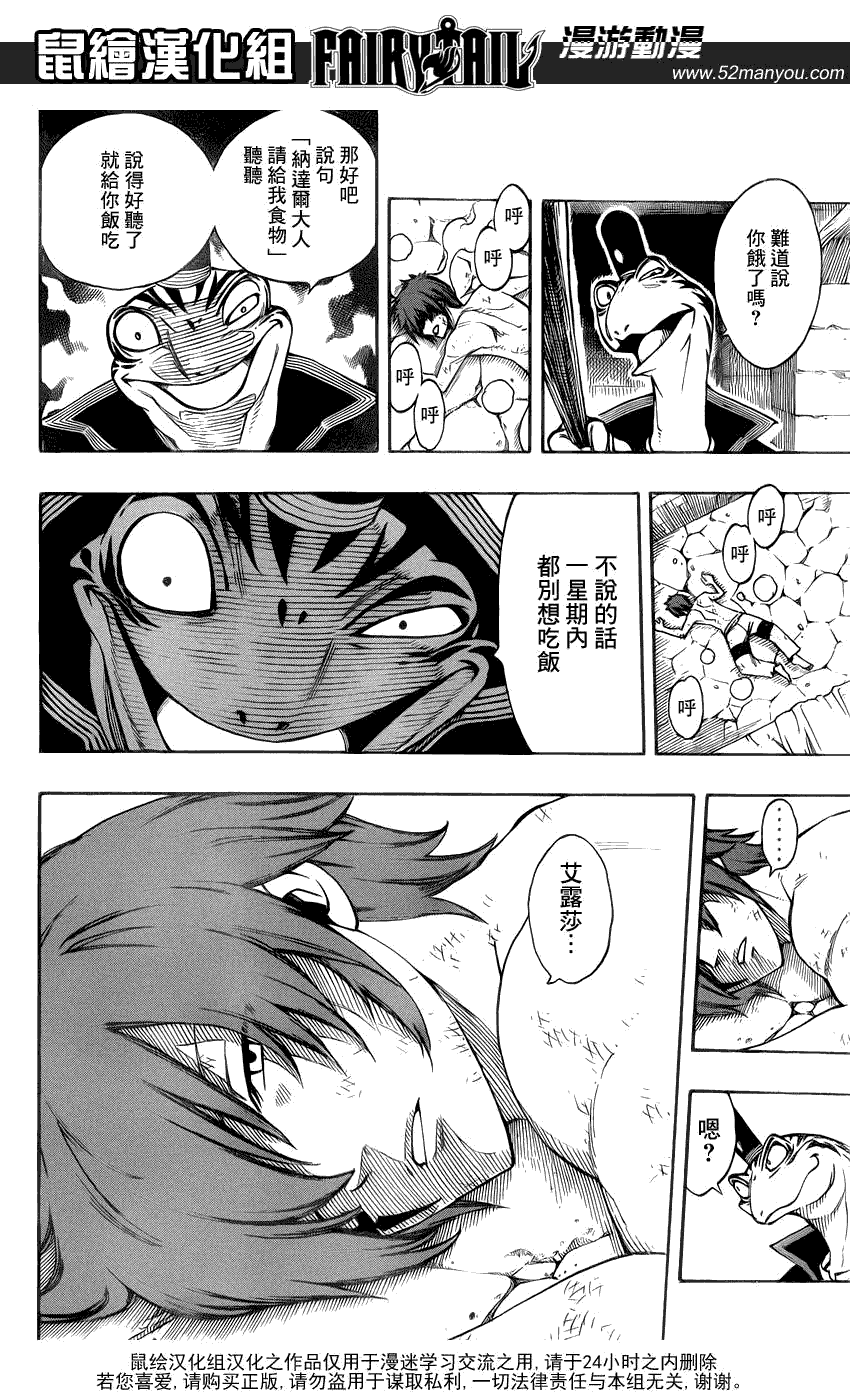 鼠繪漢化組
FAIRY TAIL
漫游動漫
www.52manyou.com
難道說
你餓了嗎?
呼
呼
呼
呼
那好吧
說句
「納達爾大人
請給我食物」
聽聽
說得好聽了
就給你飯吃
呼
呼
呼
不說的話
一星期內
都別想吃飯
……
嗯?
艾露莎…
鼠绘汉化组汉化之作品仅用于漫迷学习交流之用, 请于24小时之内删除
若您喜爱, 请购买正版, 请勿盗用于谋取私利, 一切法律责任与本组无关, 谢谢。